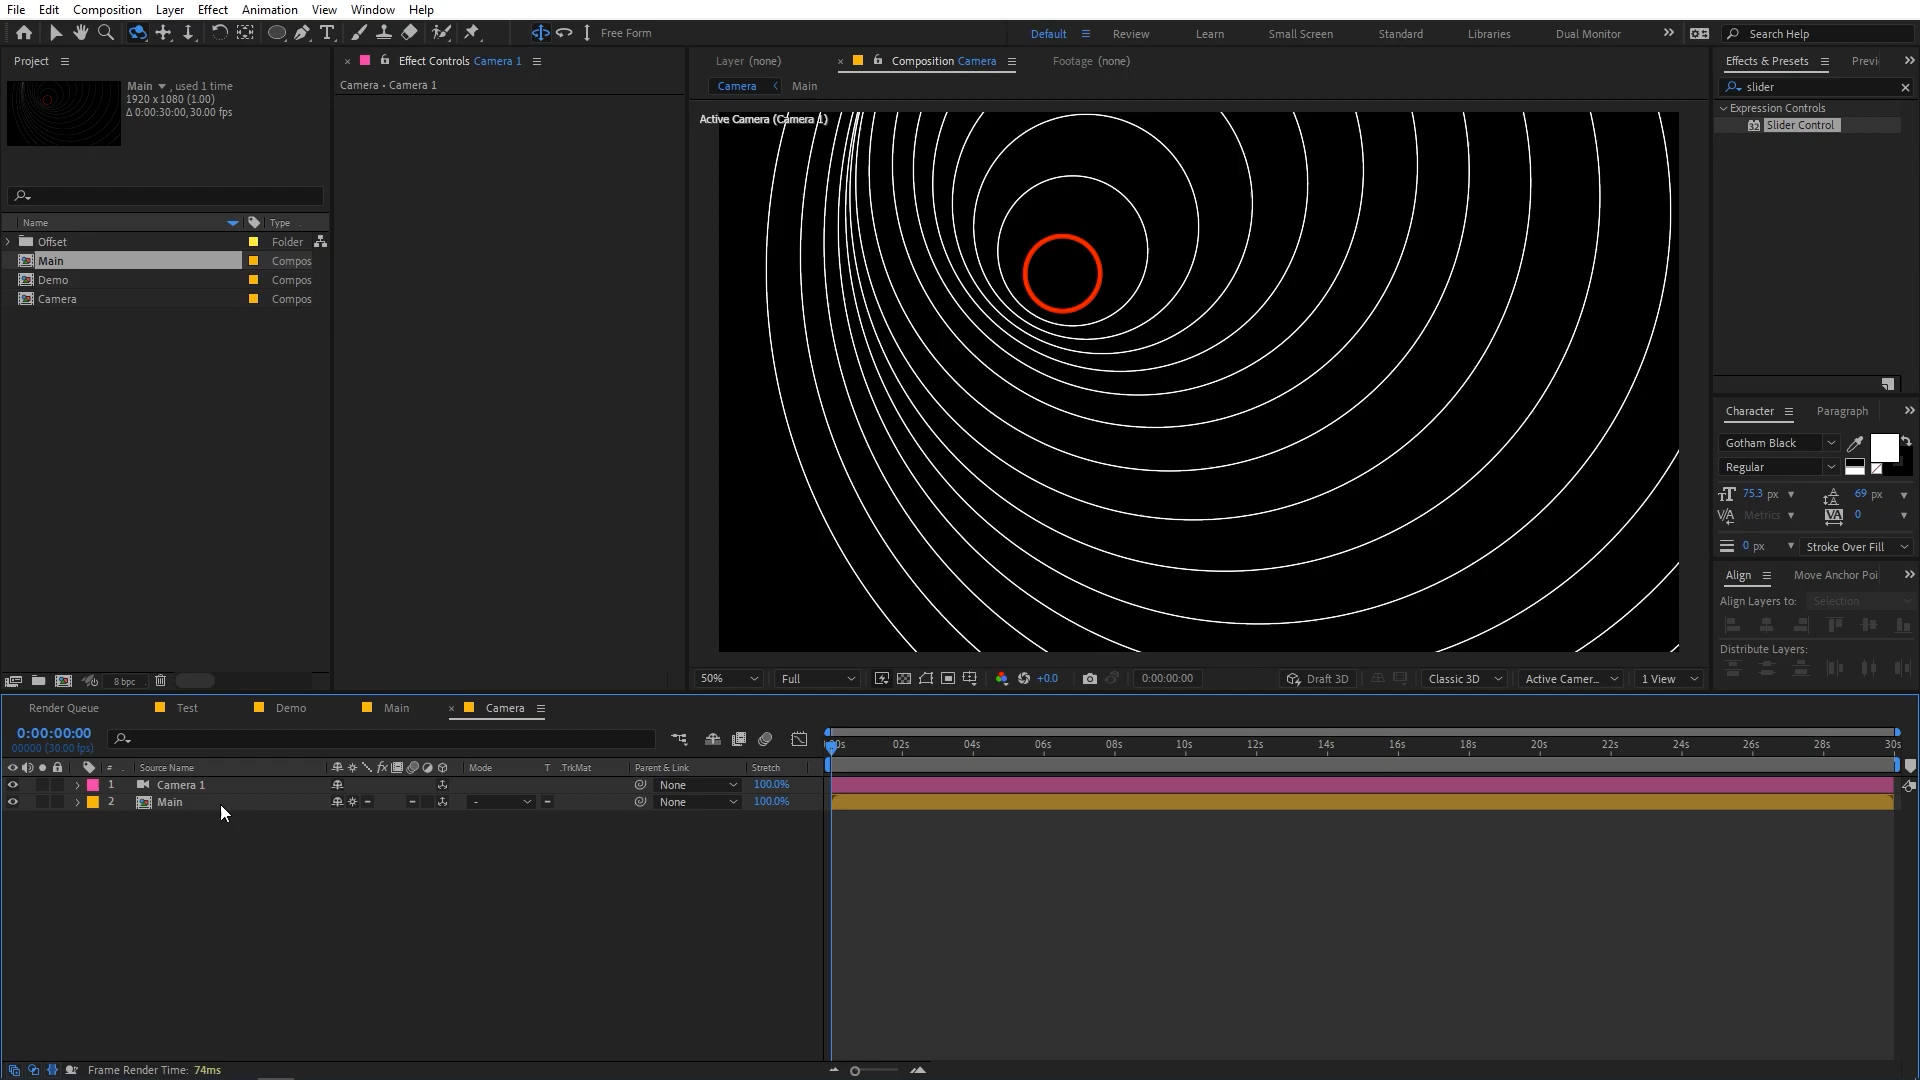 File Edit Composition Layer Effect Animation View Window Help
Free Form
Default Review Learn Small Screen Standard Libraries Dual Monitor
Search Help
Project
Main , used 1 time
1920 x 1080 (1.00)
Δ 0:00:30:00, 30.00 fps
Name Type
Offset Folder
Main Compos
Demo Compos
Camera Compos
8 bpc
Effect Controls Camera 1
Camera • Camera 1
Layer (none) Composition Camera Footage (none)
Camera Main
Active Camera (Camera 1)
50% Full +0.0 0:00:00:00 Draft 3D Classic 3D Active Camer... 1 View
Effects & Presets Previ
slider
Expression Controls
32 Slider Control
Character Paragraph
Gotham Black
Regular
75.3 px 69 px
Metrics 0
0 px Stroke Over Fill
Align Move Anchor Poi
Align Layers to: Selection
Distribute Layers:
Render Queue Test Demo Main Camera
0:00:00:00
00000 (30.00 fps)
# Source Name Mode T .TrkMat Parent & Link Stretch
02s 04s 06s 08s 10s 12s 14s 16s 18s 20s 22s 24s 26s 28s 30s
1 Camera 1 None 100.0%
2 Main - None 100.0%
Frame Render Time: 74ms